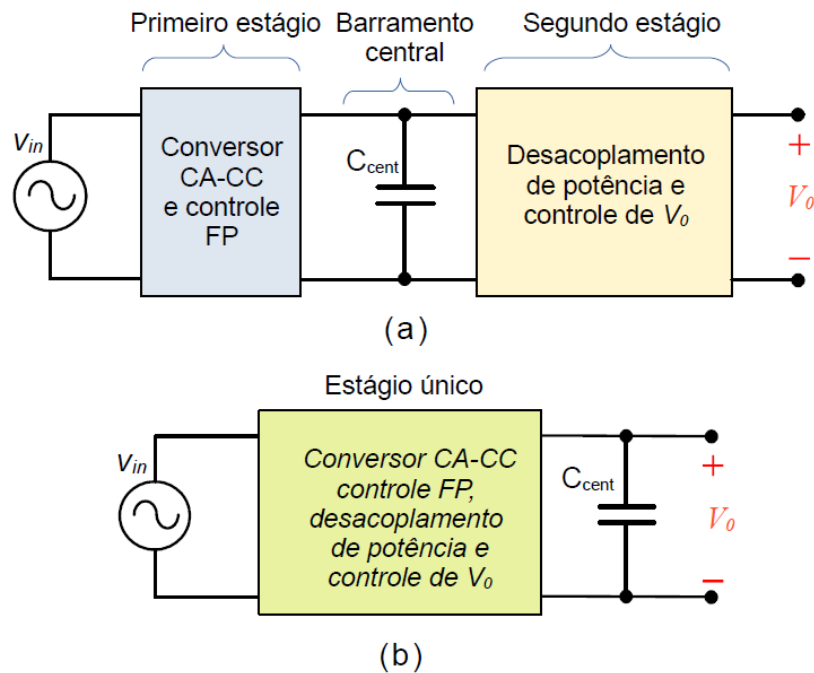 Primeiro estágio
Barramento
central
Segundo estágio
Vin
Conversor
CA-CC
e controle
FP
Ccent
Desacoplamento
de potência e
controle de V0
+
V0
−
(a)
Estágio único
Vin
Conversor CA-CC
controle FP,
desacoplamento
de potência e
controle de V0
Ccent
+
V0
−
(b)